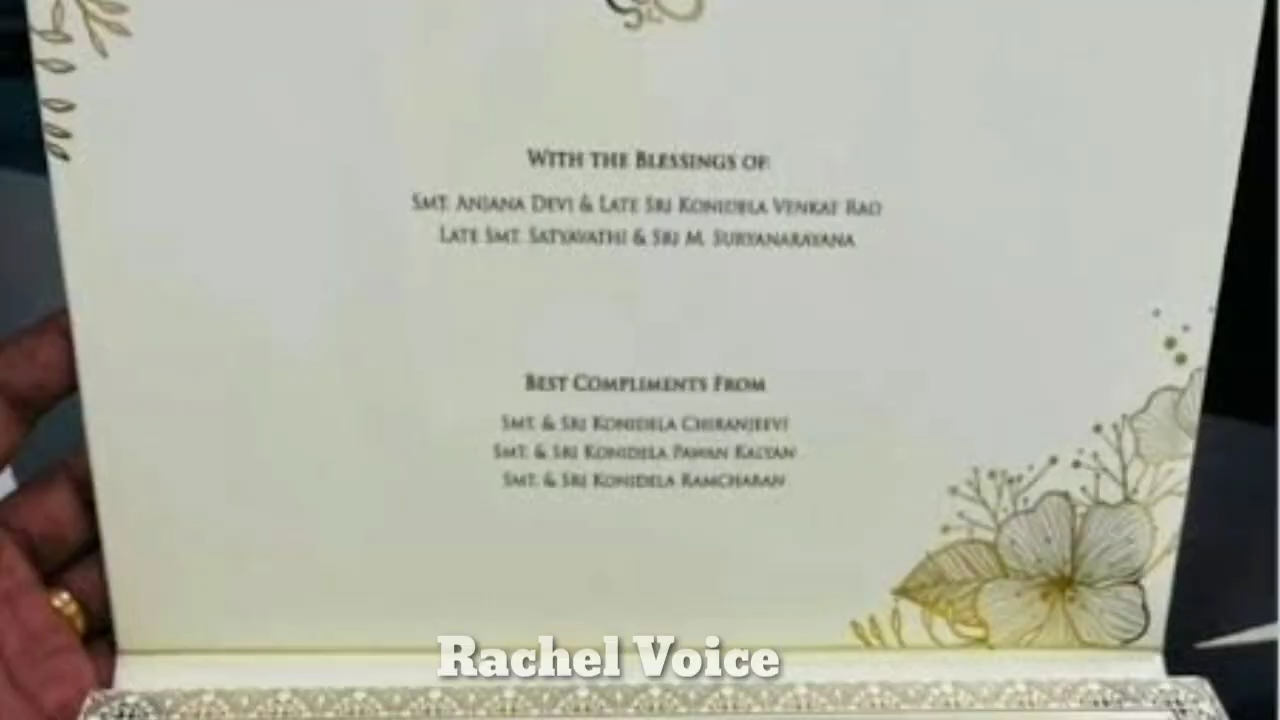 WITH THE BLESSINGS OF:
SMT. ANJANA DEVI & LATE SRI KONIDELA VENKAT RAO
LATE SMT. SATYAVATHI & SRI M. SURYANARAYANA
BEST COMPLIMENTS FROM
SMT. & SRI KONIDELA CHIRANJEEVI
SMT. & SRI KONIDELA PAWAN KALYAN
SMT. & SRI KONIDELA RAMCHARAN
Rachel Voice